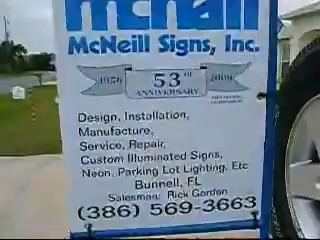 mcneill
McNeill Signs, Inc.
1956 53RD 2009
ANNIVERSARY
Design, Installation,
Manufacture,
Service, Repair,
Custom Illuminated Signs,
Neon, Parking Lot Lighting, Etc
Bunnell, FL
Salesman: Rick Gordon
(386) 569-3663